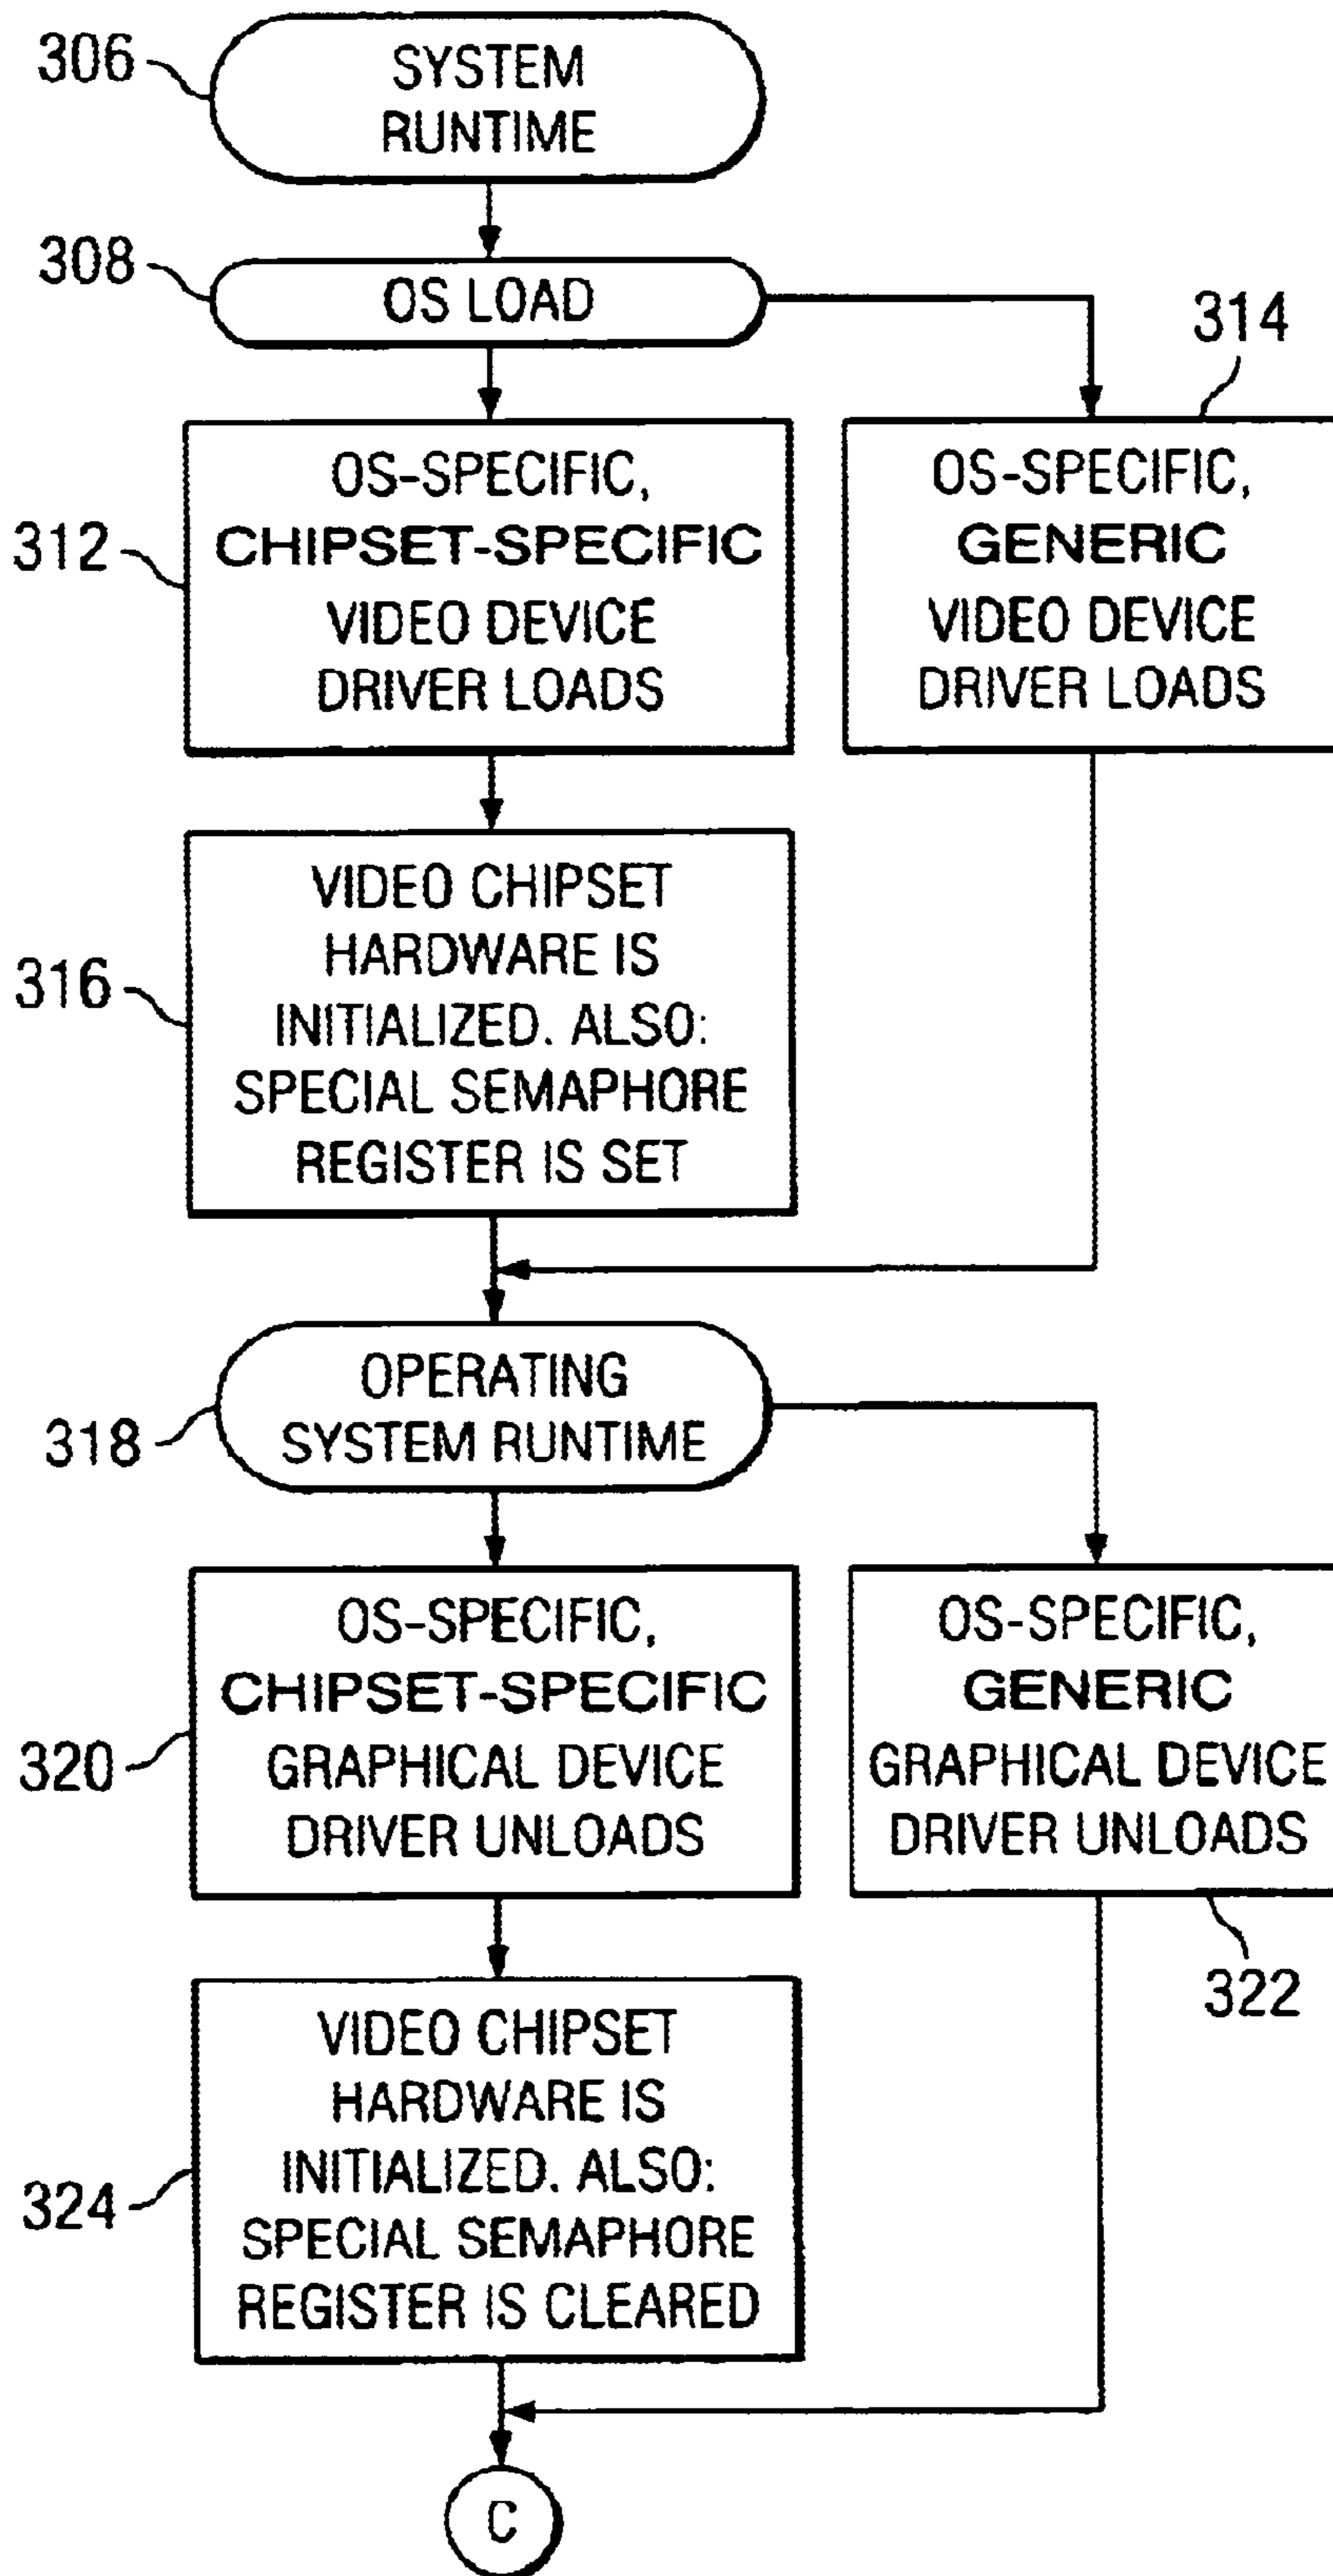 306
SYSTEM
RUNTIME
308
OS LOAD
314
312
OS-SPECIFIC,
CHIPSET-SPECIFIC
VIDEO DEVICE
DRIVER LOADS
OS-SPECIFIC,
GENERIC
VIDEO DEVICE
DRIVER LOADS
316
VIDEO CHIPSET
HARDWARE IS
INITIALIZED. ALSO:
SPECIAL SEMAPHORE
REGISTER IS SET
318
OPERATING
SYSTEM RUNTIME
320
OS-SPECIFIC,
CHIPSET-SPECIFIC
GRAPHICAL DEVICE
DRIVER UNLOADS
OS-SPECIFIC,
GENERIC
GRAPHICAL DEVICE
DRIVER UNLOADS
322
324
VIDEO CHIPSET
HARDWARE IS
INITIALIZED. ALSO:
SPECIAL SEMAPHORE
REGISTER IS CLEARED
C